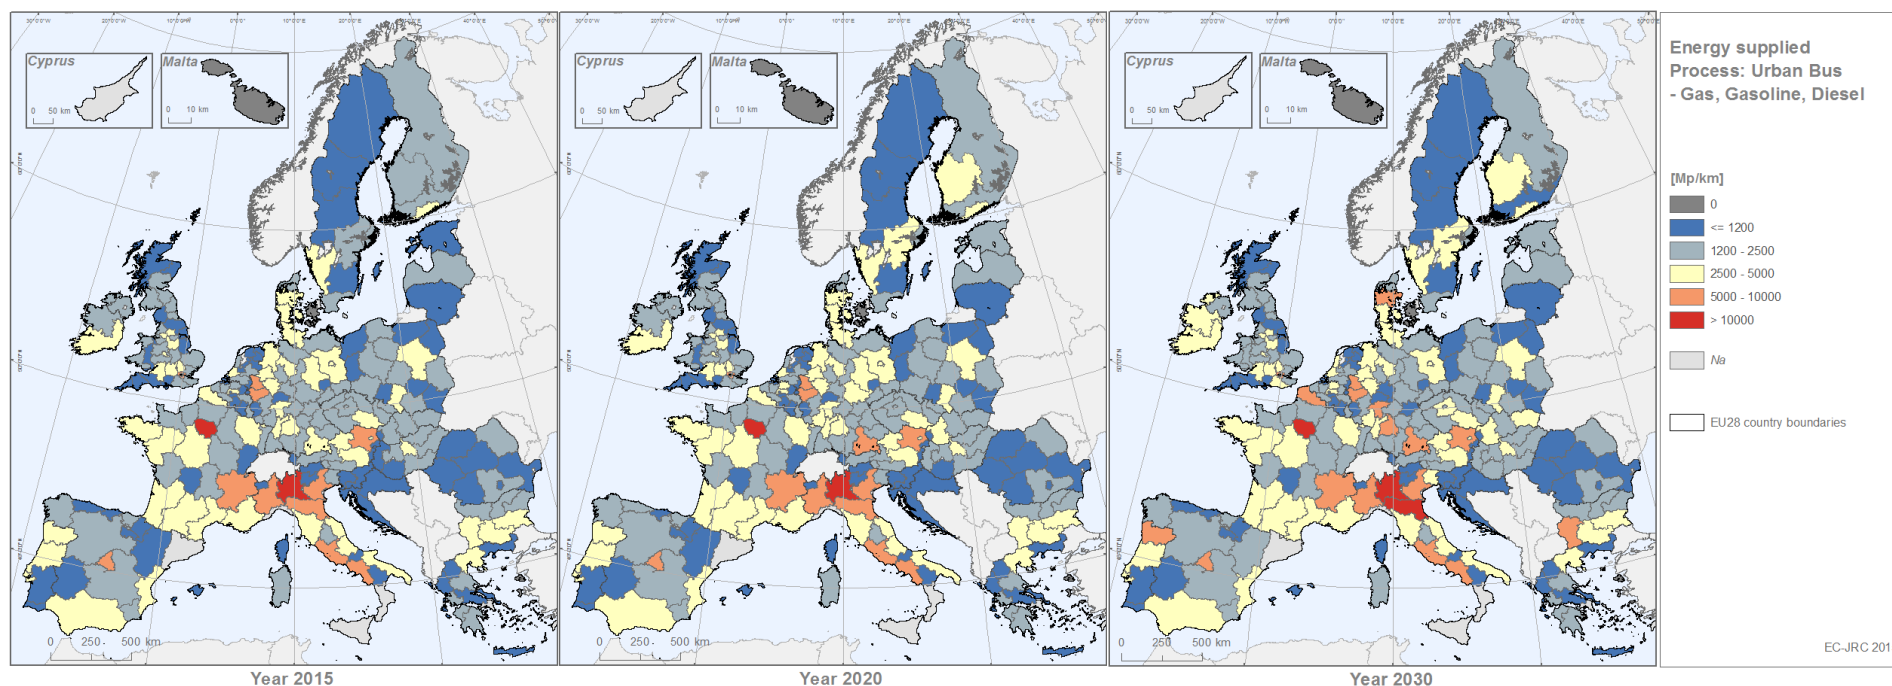 Cyprus
0 50 km
Malta
0 10 km
0 250 500 km
Year 2015
Cyprus
0 50 km
Malta
0 10 km
0 250 500 km
Year 2020
Cyprus
0 50 km
Malta
0 10 km
0 250 500 km
Year 2030
Energy supplied
Process: Urban Bus
- Gas, Gasoline, Diesel
[Mp/km]
0
<= 1200
1200 - 2500
2500 - 5000
5000 - 10000
> 10000
Na
EU28 country boundaries
EC-JRC 201